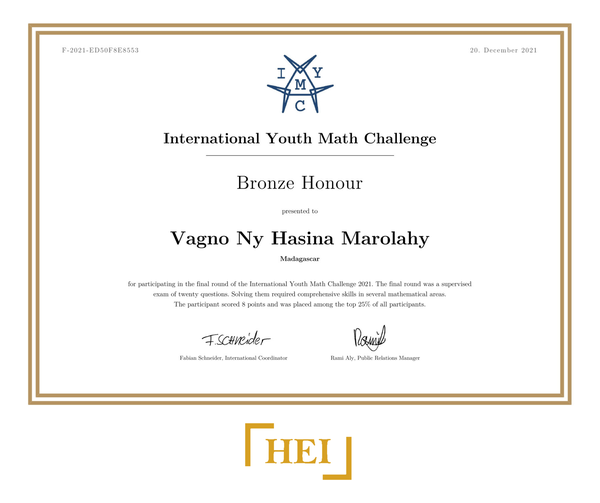 F-2021-ED50F8E8553
20. December 2021
I Y
M
C
International Youth Math Challenge
Bronze Honour
presented to
Vagno Ny Hasina Marolahy
Madagascar
for participating in the final round of the International Youth Math Challenge 2021. The final round was a supervised
exam of twenty questions. Solving them required comprehensive skills in several mathematical areas.
The participant scored 8 points and was placed among the top 25% of all participants.
F. Schneider
Fabian Schneider, International Coordinator
Rami Aly, Public Relations Manager
HEI